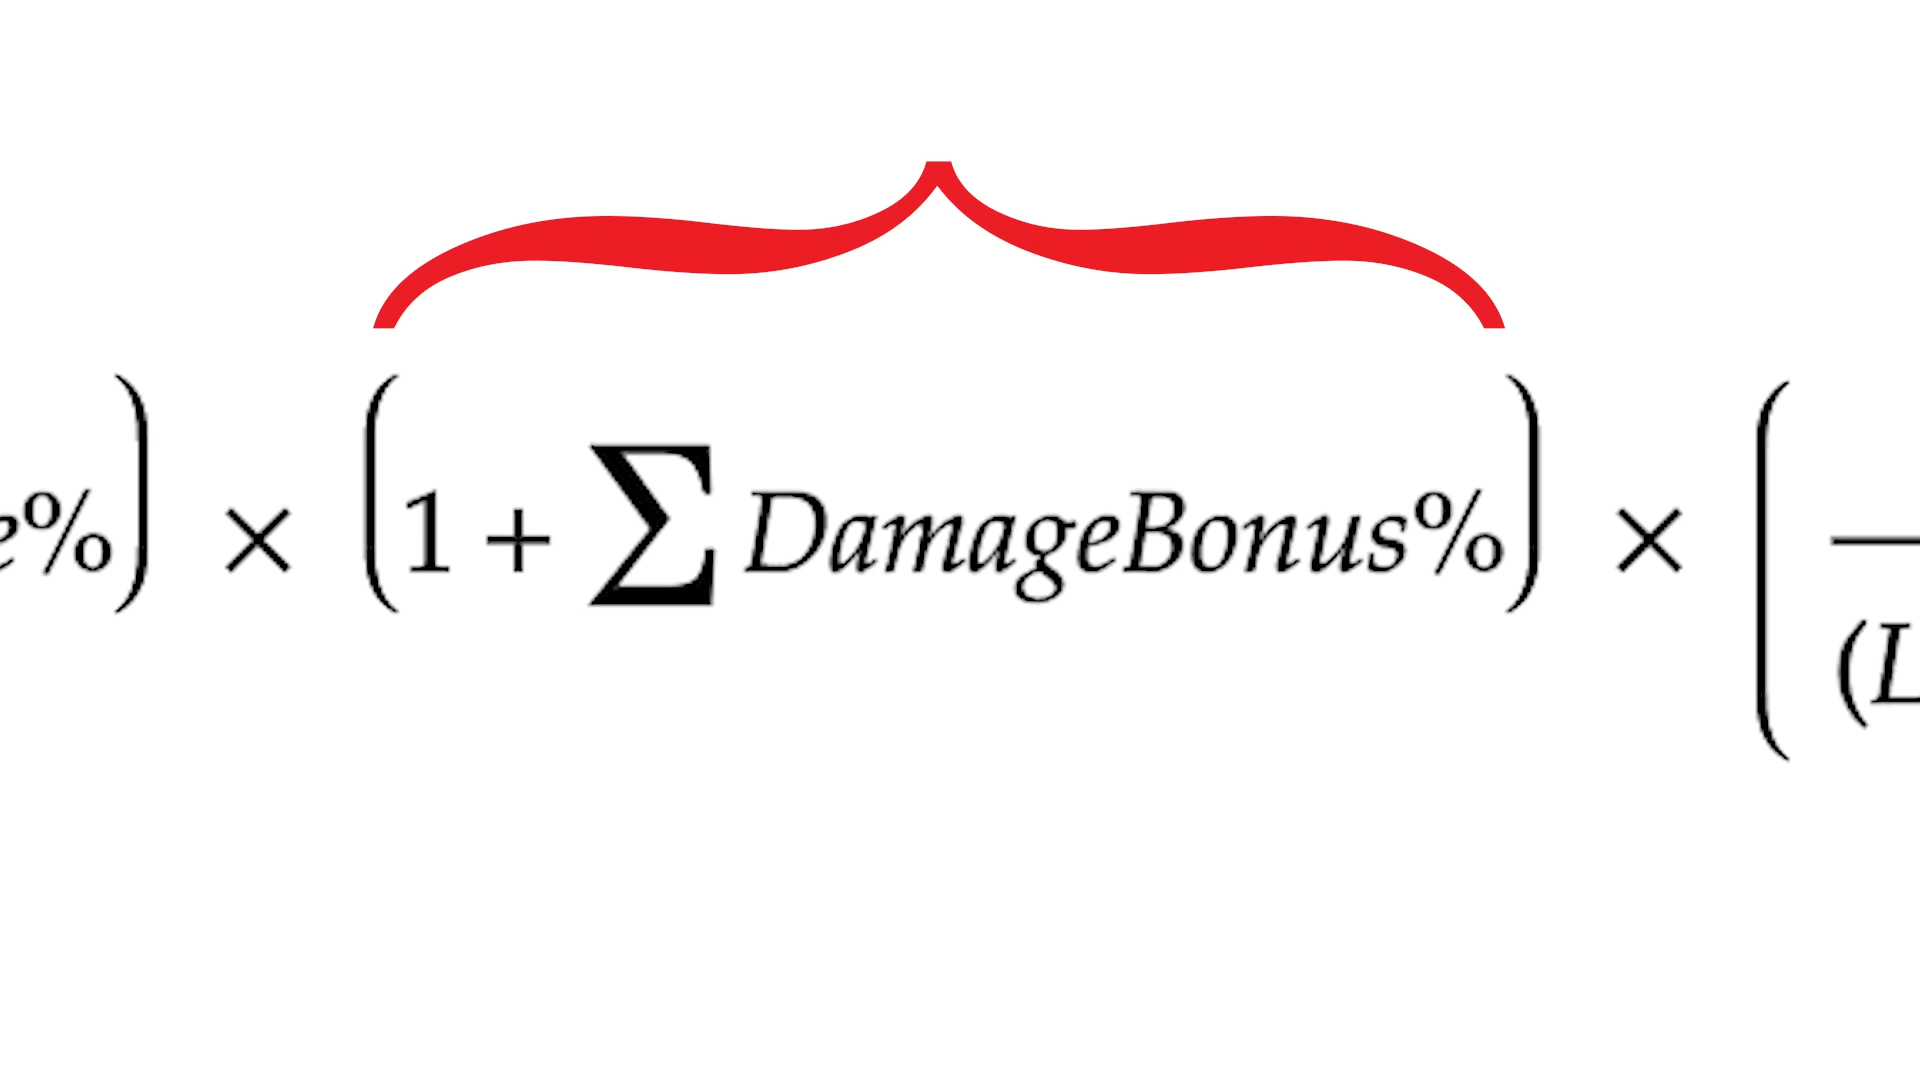 e%) × (1 + ∑ DamageBonus%) × (
(L